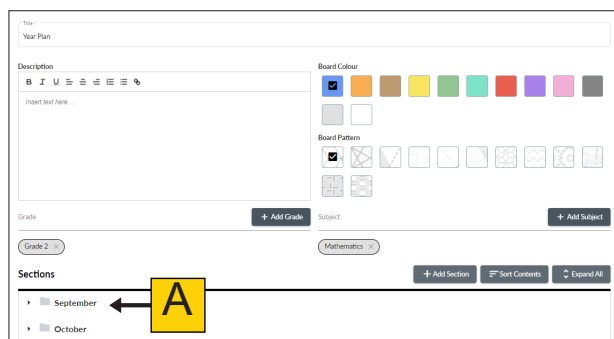 Title *
Year Plan
Description
Board Colour
B I U
Insert text here ...
Board Pattern
Grade
+ Add Grade
Subject
+ Add Subject
Grade 2 ×
Mathematics ×
Sections
+ Add Section
Sort Contents
Expand All
September
A
October